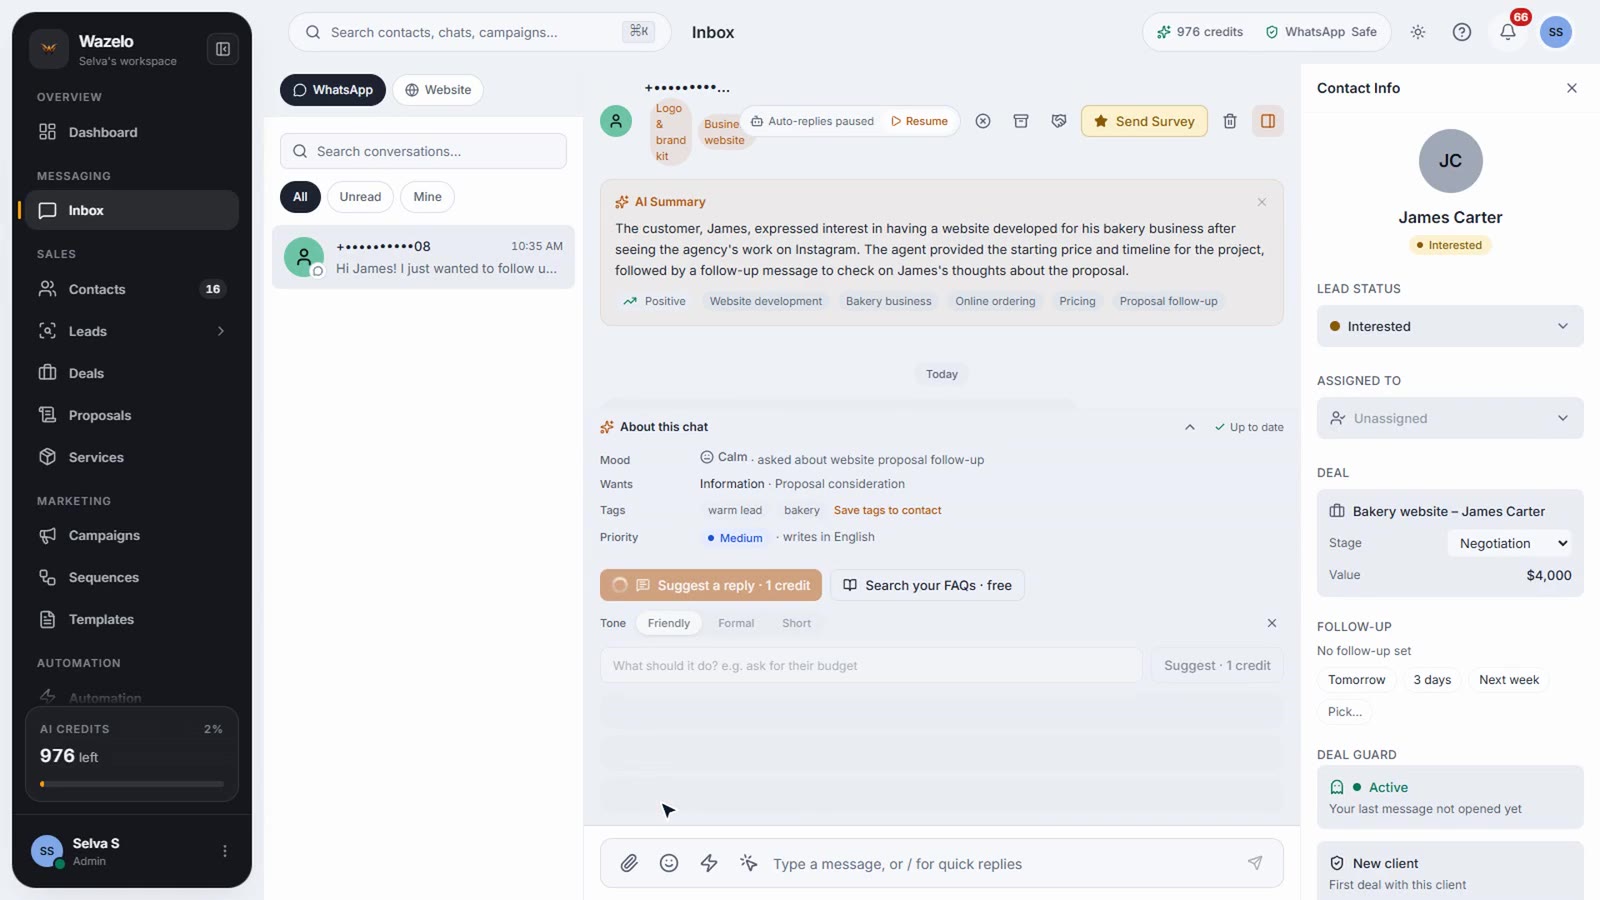 Wazelo
Selva's workspace
OVERVIEW
Dashboard
MESSAGING
Inbox
SALES
Contacts 16
Leads
Deals
Proposals
Services
MARKETING
Campaigns
Sequences
Templates
AUTOMATION
Automation
AI CREDITS 2%
976 left
SS Selva S
Admin
Search contacts, chats, campaigns... ⌘K
Inbox
976 credits WhatsApp Safe 66 SS
WhatsApp Website
Search conversations...
All Unread Mine
+••••••••••08 10:35 AM
Hi James! I just wanted to follow u...
+•••••••••...
Logo
&
brand
kit
Busine
website
Auto-replies paused Resume Send Survey
AI Summary
The customer, James, expressed interest in having a website developed for his bakery business after
seeing the agency's work on Instagram. The agent provided the starting price and timeline for the project,
followed by a follow-up message to check on James's thoughts about the proposal.
Positive Website development Bakery business Online ordering Pricing Proposal follow-up
Today
About this chat Up to date
Mood Calm · asked about website proposal follow-up
Wants Information · Proposal consideration
Tags warm lead bakery Save tags to contact
Priority Medium · writes in English
Suggest a reply · 1 credit Search your FAQs · free
Tone Friendly Formal Short
What should it do? e.g. ask for their budget Suggest · 1 credit
Type a message, or / for quick replies
Contact Info
JC
James Carter
Interested
LEAD STATUS
Interested
ASSIGNED TO
Unassigned
DEAL
Bakery website – James Carter
Stage Negotiation
Value $4,000
FOLLOW-UP
No follow-up set
Tomorrow 3 days Next week
Pick...
DEAL GUARD
Active
Your last message not opened yet
New client
First deal with this client